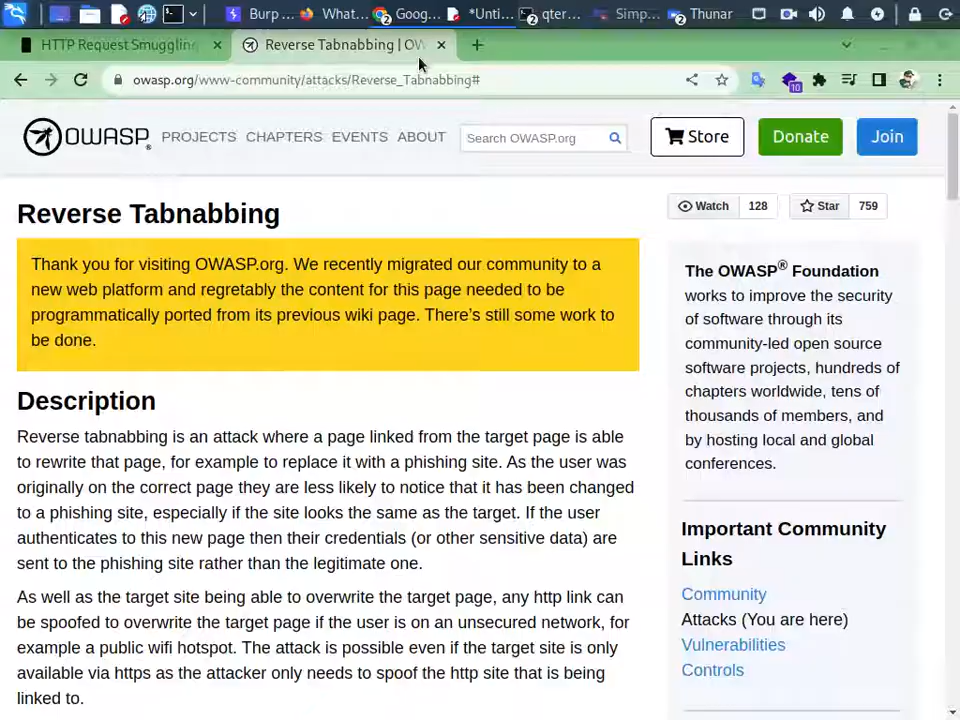 Burp ...
What...
Goog...
*Unti...
qter...
Simp...
Thunar
HTTP Request Smuggling
Reverse Tabnabbing | OW
owasp.org/www-community/attacks/Reverse_Tabnabbing#
10
OWASP
PROJECTS
CHAPTERS
EVENTS
ABOUT
Search OWASP.org
Store
Donate
Join
Reverse Tabnabbing
Thank you for visiting OWASP.org. We recently migrated our community to a
new web platform and regretably the content for this page needed to be
programmatically ported from its previous wiki page. There's still some work to
be done.
Description
Reverse tabnabbing is an attack where a page linked from the target page is able
to rewrite that page, for example to replace it with a phishing site. As the user was
originally on the correct page they are less likely to notice that it has been changed
to a phishing site, especially if the site looks the same as the target. If the user
authenticates to this new page then their credentials (or other sensitive data) are
sent to the phishing site rather than the legitimate one.
As well as the target site being able to overwrite the target page, any http link can
be spoofed to overwrite the target page if the user is on an unsecured network, for
example a public wifi hotspot. The attack is possible even if the target site is only
available via https as the attacker only needs to spoof the http site that is being
linked to.
Watch 128
Star 759
The OWASP® Foundation
works to improve the security
of software through its
community-led open source
software projects, hundreds of
chapters worldwide, tens of
thousands of members, and
by hosting local and global
conferences.
Important Community
Links
Community
Attacks (You are here)
Vulnerabilities
Controls